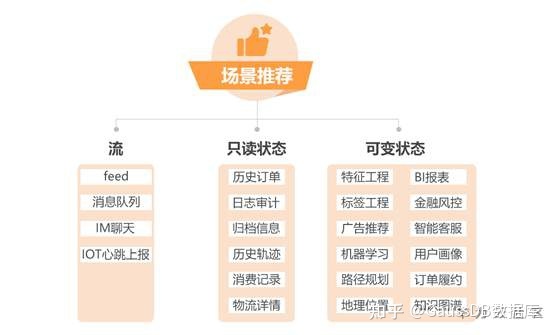 场景推荐
流
feed
消息队列
IM聊天
IOT心跳上报
只读状态
历史订单
日志审计
归档信息
历史轨迹
消费记录
物流详情
可变状态
特征工程 BI报表
标签工程 金融风控
广告推荐 智能客服
机器学习 用户画像
路径规划 订单履约
地理位置 知识图谱
知乎 @GaussDB数据库